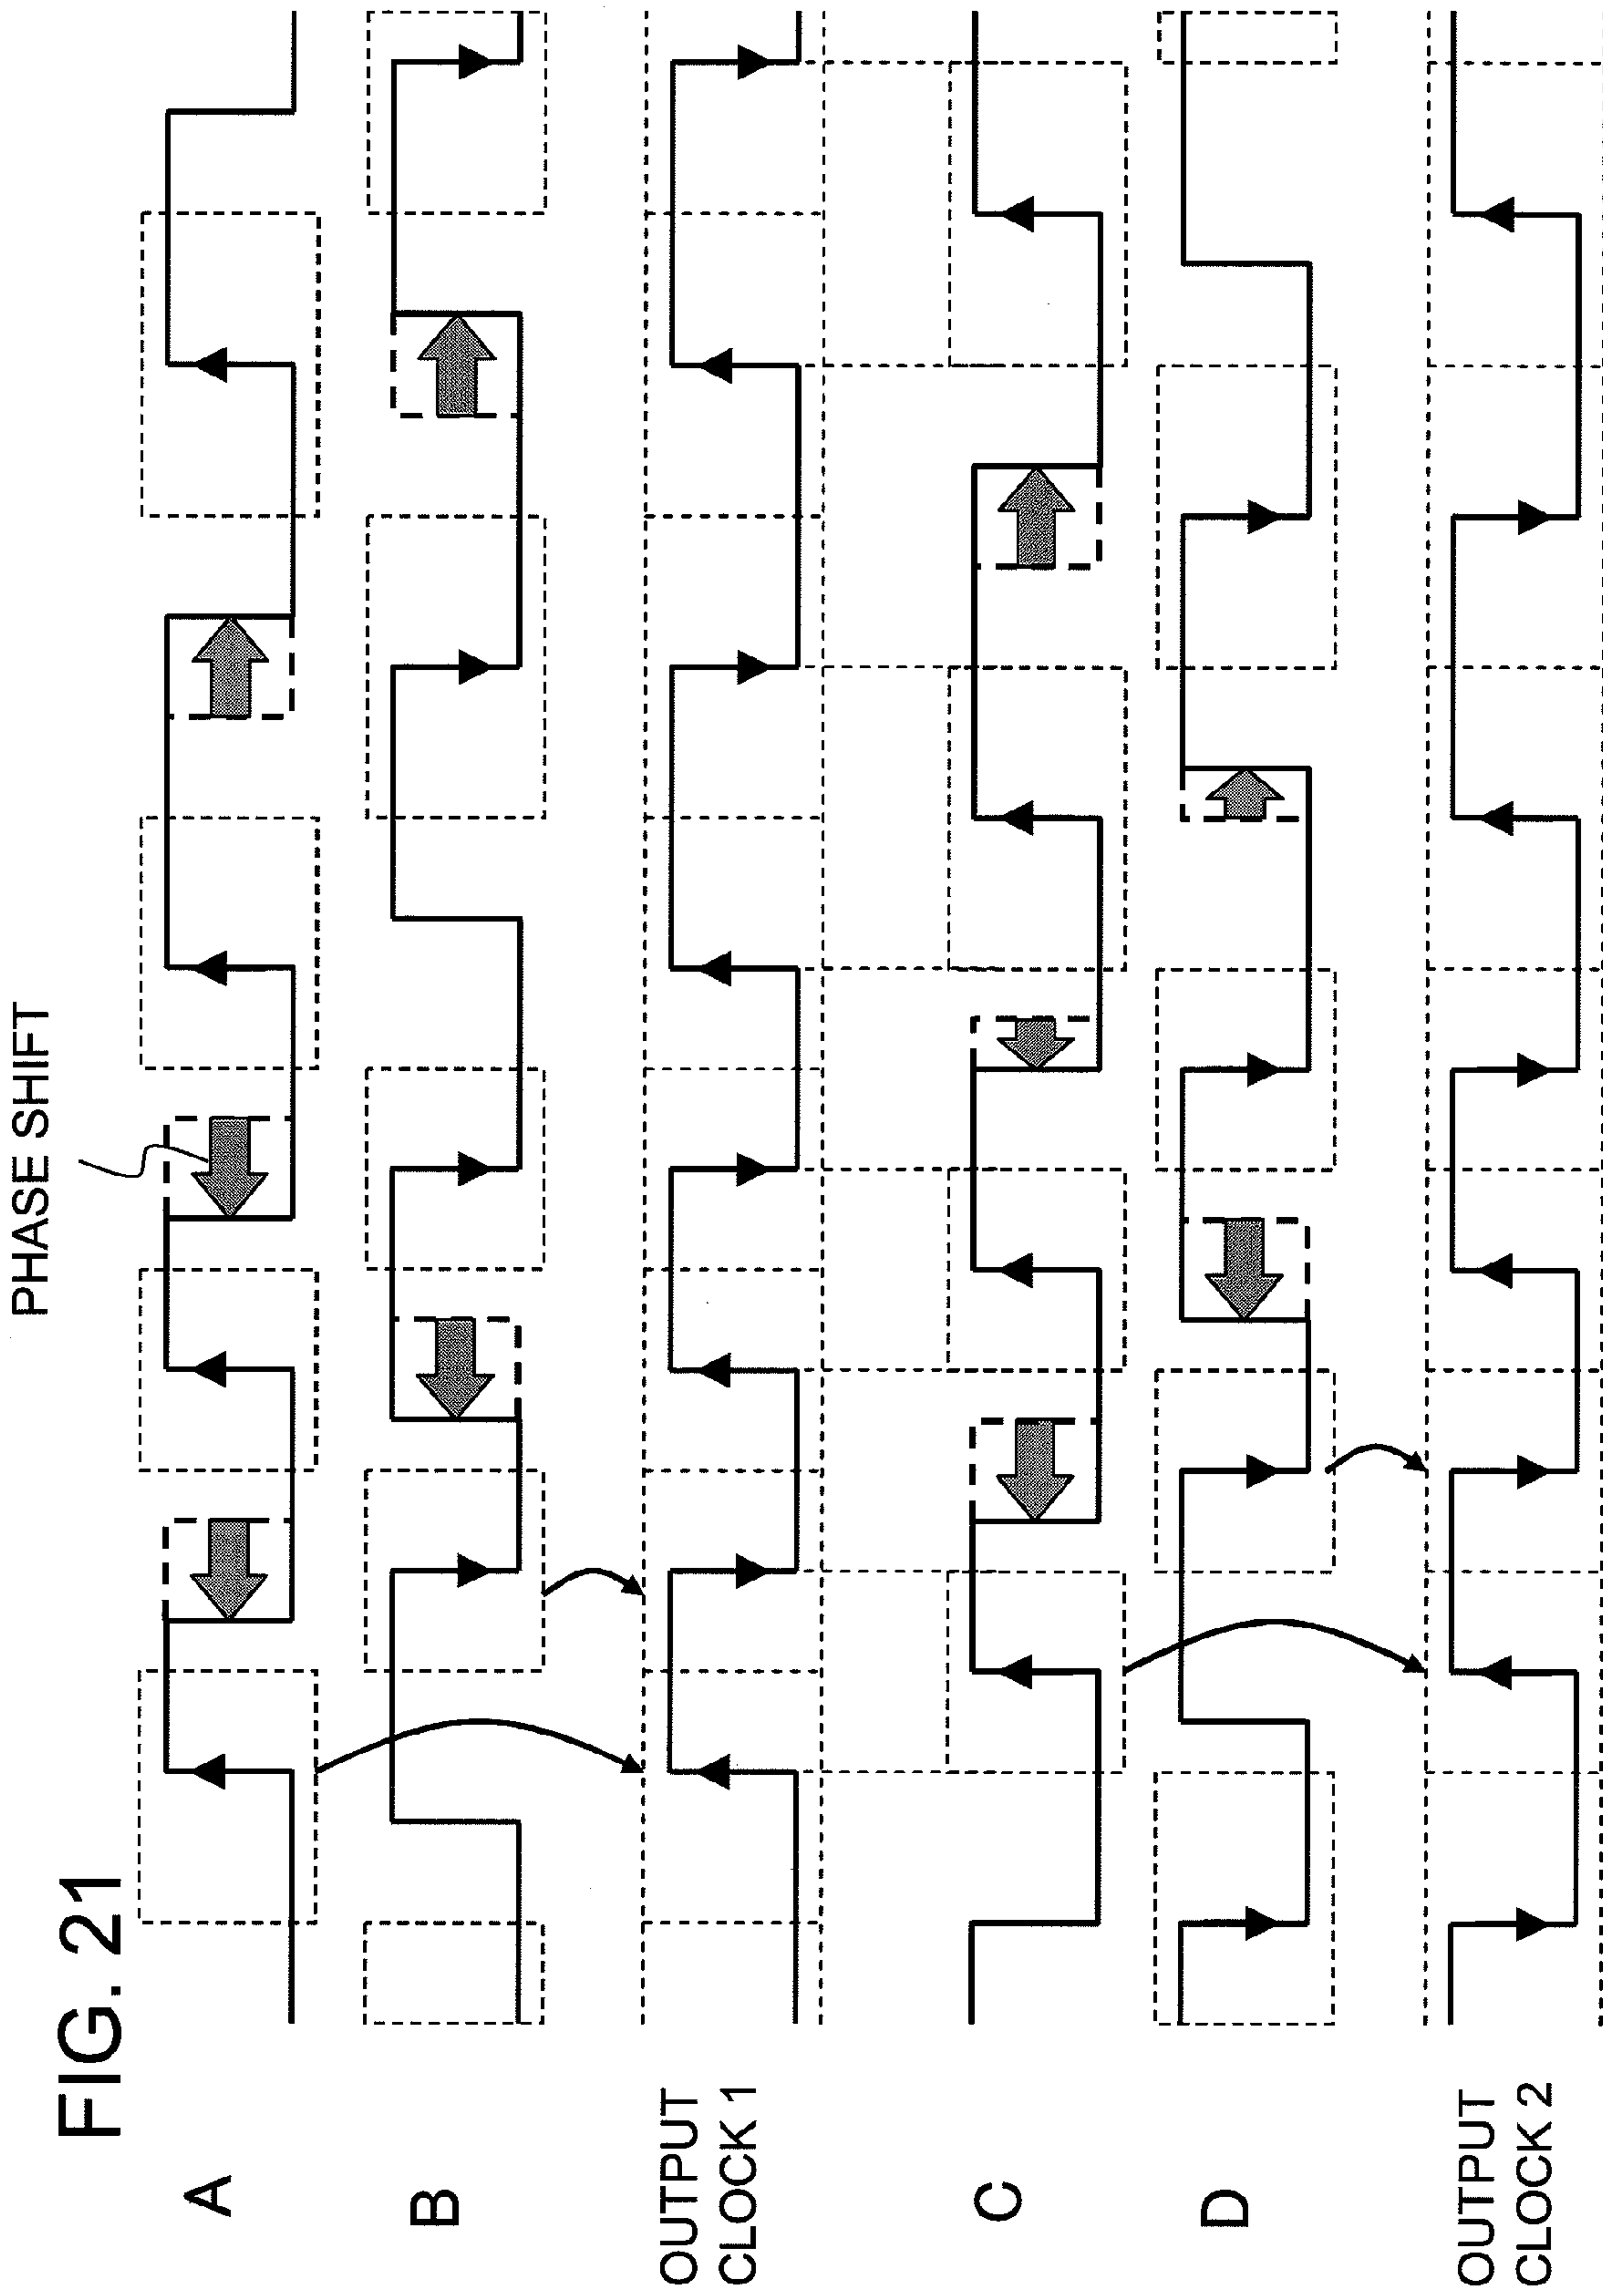 FIG. 21
PHASE SHIFT
A
B
OUTPUT
CLOCK 1
C
D
OUTPUT
CLOCK 2